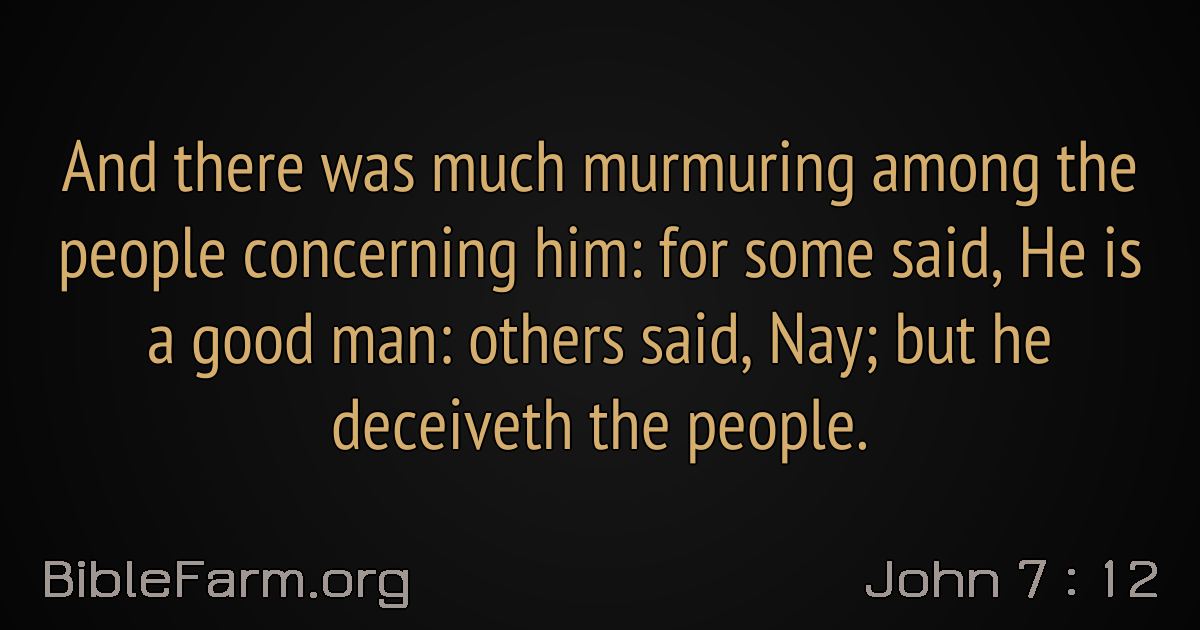 And there was much murmuring among the
people concerning him: for some said, He is
a good man: others said, Nay; but he
deceiveth the people.
BibleFarm.org
John 7 : 12